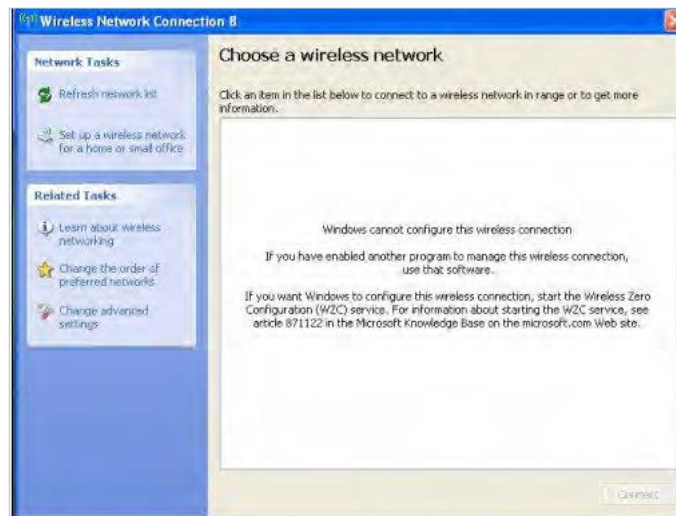 Wireless Network Connection 8
Choose a wireless network
Network Tasks
Refresh network list
Set up a wireless network
for a home or small office
Related Tasks
Learn about wireless
networking
Change the order of
preferred networks
Change advanced
settings
Click an item in the list below to connect to a wireless network in range or to get more
information.
Windows cannot configure this wireless connection
If you have enabled another program to manage this wireless connection,
use that software.
If you want Windows to configure this wireless connection, start the Wireless Zero
Configuration (WZC) service. For information about starting the WZC service, see
article 871122 in the Microsoft Knowledge Base on the microsoft.com Web site.
Connect